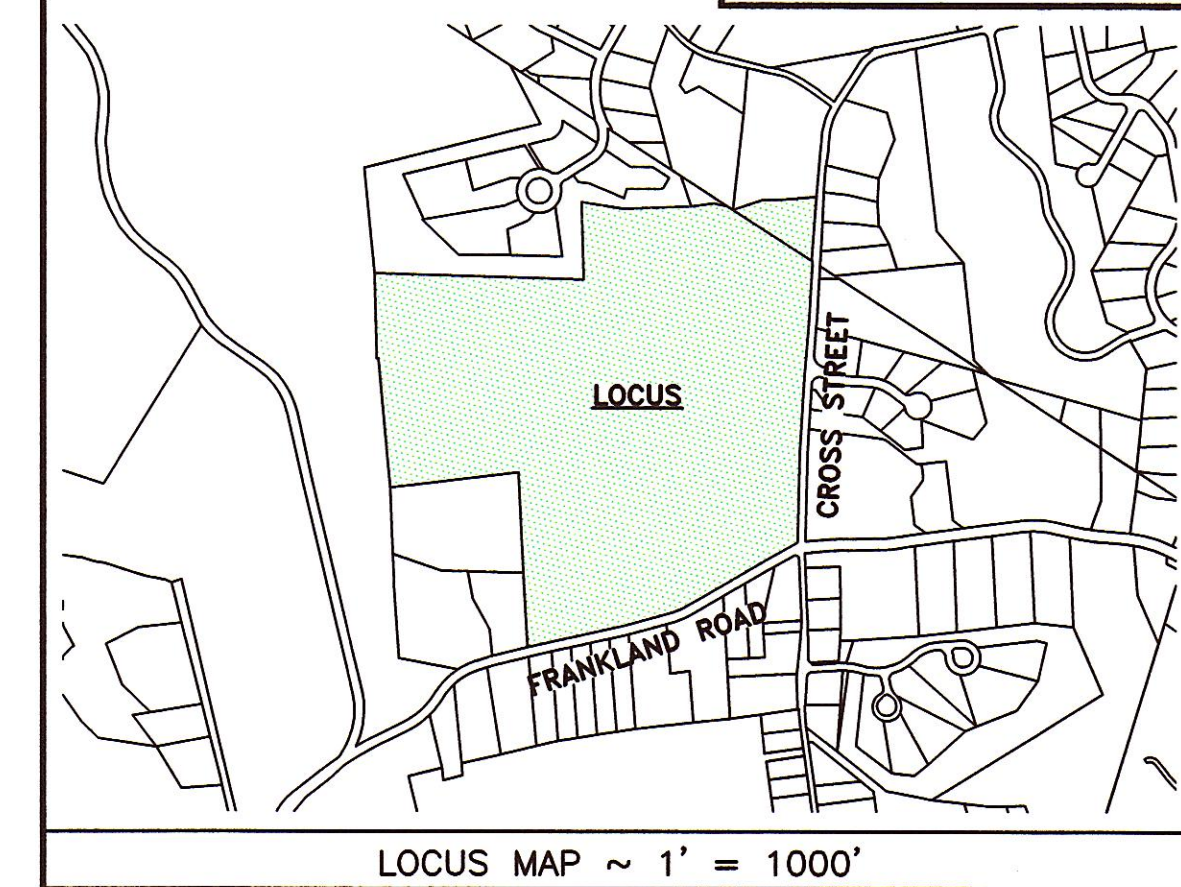 LOCUS
CROSS STREET
FRANKLAND ROAD
LOCUS MAP ~ 1' = 1000'